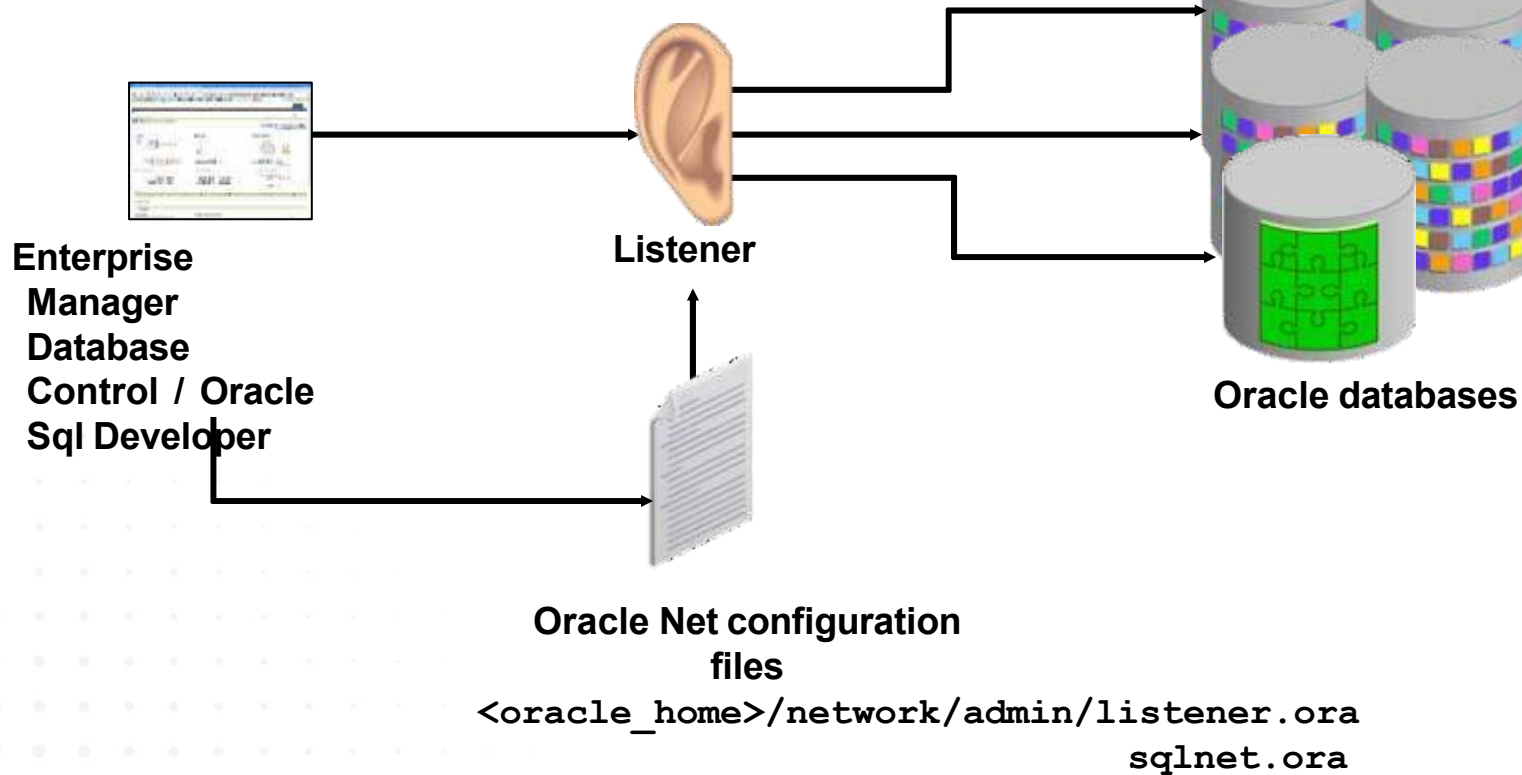 Enterprise
Manager
Database
Control / Oracle
Sql Developer
Listener
Oracle databases
Oracle Net configuration
files
<oracle_home>/network/admin/listener.ora
sqlnet.ora